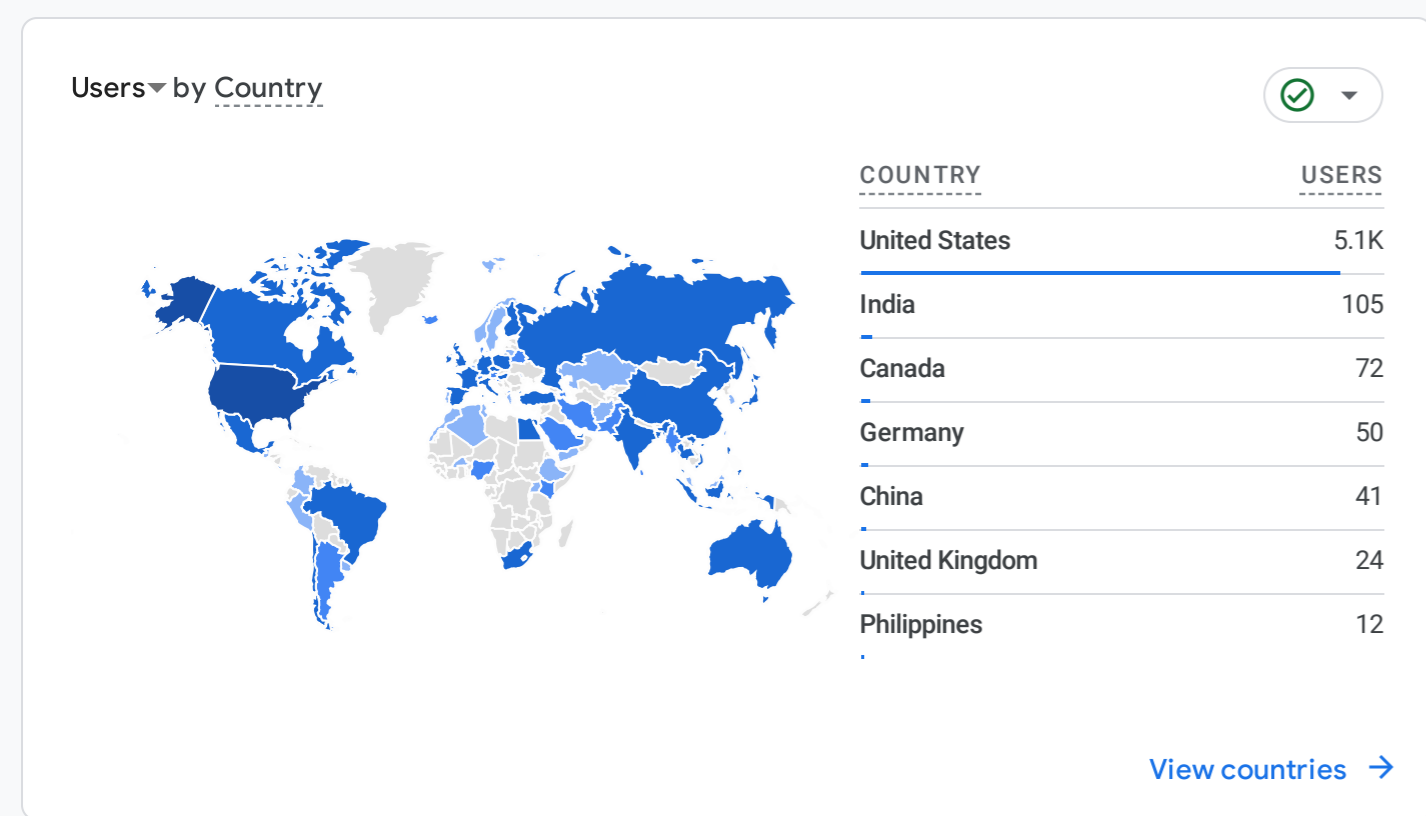 Users by Country
COUNTRY USERS
United States 5.1K
India 105
Canada 72
Germany 50
China 41
United Kingdom 24
Philippines 12
View countries